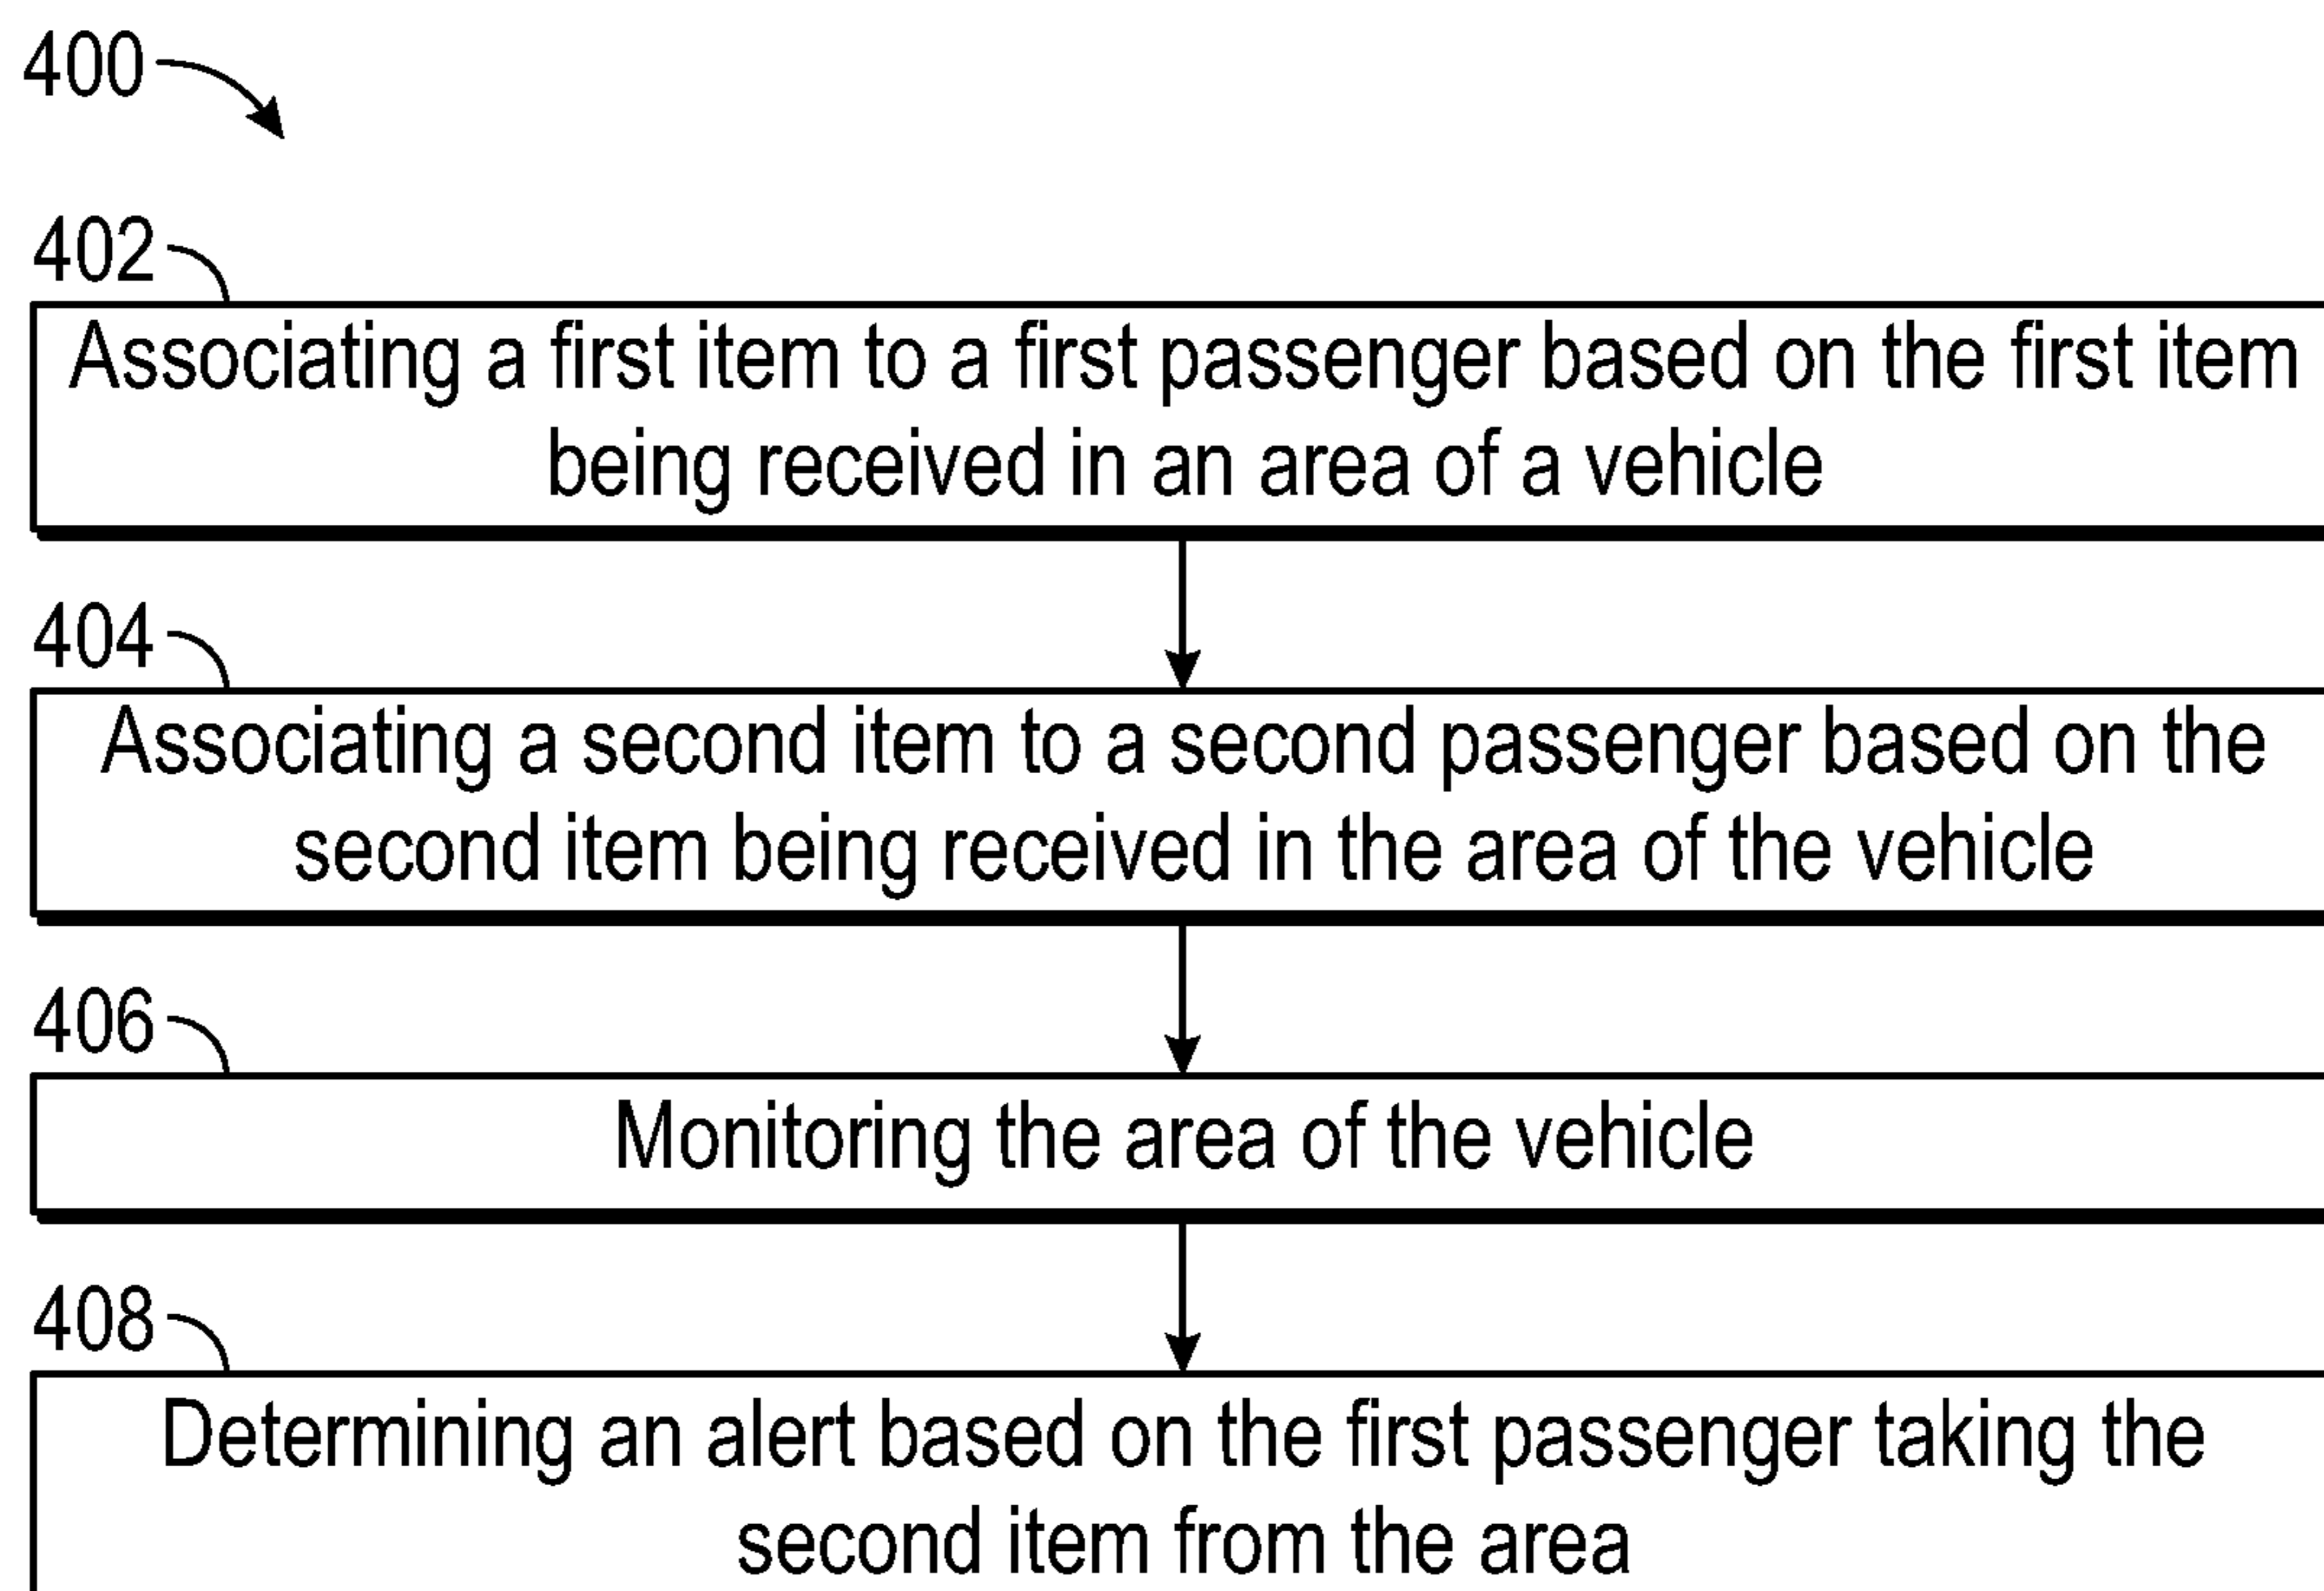 400
402
Associating a first item to a first passenger based on the first item
being received in an area of a vehicle
404
Associating a second item to a second passenger based on the
second item being received in the area of the vehicle
406
Monitoring the area of the vehicle
408
Determining an alert based on the first passenger taking the
second item from the area